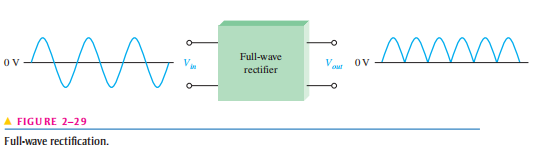 0 V
V in
Full-wave
rectifier
V out
0 V
▲ FIGURE 2–29
Full-wave rectification.